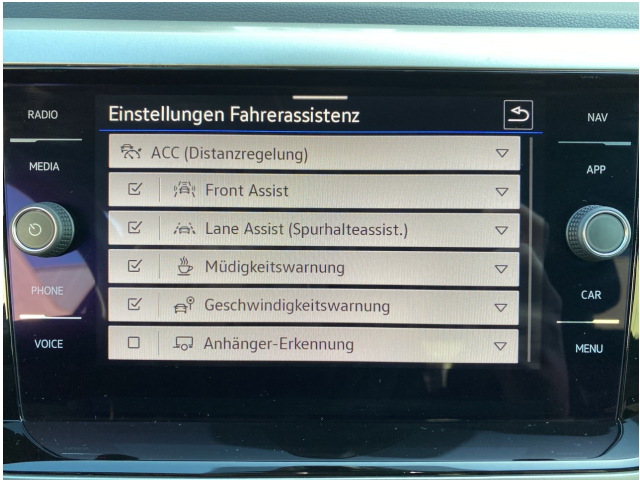 RADIO
MEDIA
PHONE
VOICE
Einstellungen Fahrerassistenz
ACC (Distanzregelung)
Front Assist
Lane Assist (Spurhalteassist.)
Müdigkeitswarnung
Geschwindigkeitswarnung
Anhänger-Erkennung
NAV
APP
CAR
MENU